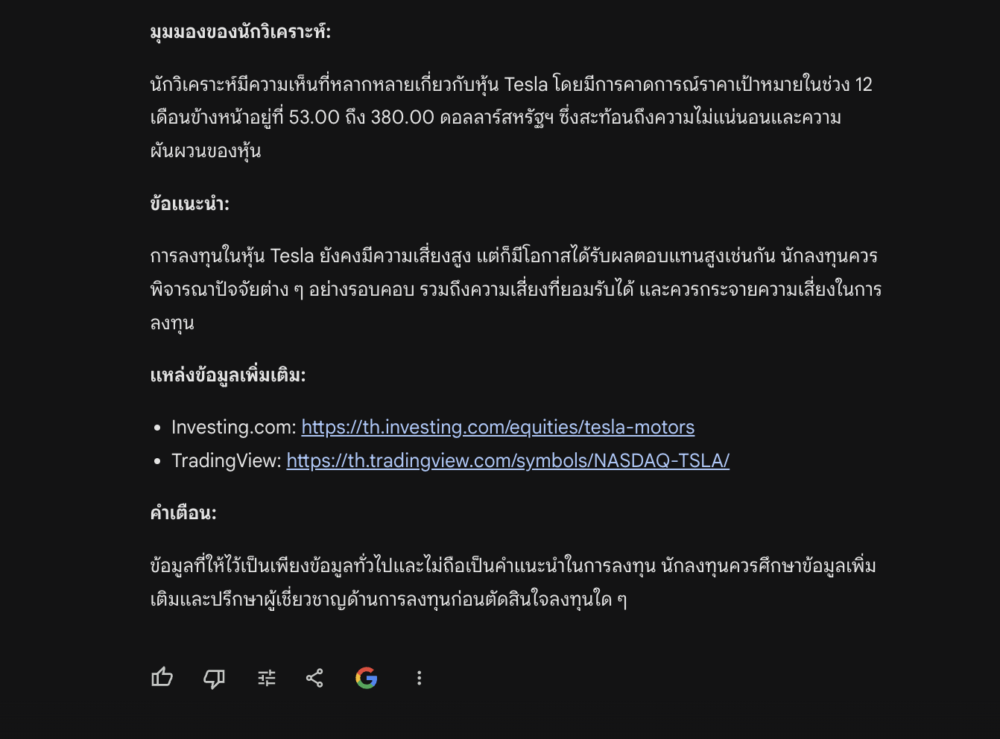 มุมมองของนักวิเคราะห์:
นักวิเคราะห์มีความเห็นที่หลากหลายเกี่ยวกับหุ้น Tesla โดยมีการคาดการณ์ราคาเป้าหมายในช่วง 12
เดือนข้างหน้าอยู่ที่ 53.00 ถึง 380.00 ดอลลาร์สหรัฐฯ ซึ่งสะท้อนถึงความไม่แน่นอนและความ
ผันผวนของหุ้น
ข้อแนะนำ:
การลงทุนในหุ้น Tesla ยังคงมีความเสี่ยงสูง แต่ก็มีโอกาสได้รับผลตอบแทนสูงเช่นกัน นักลงทุนควร
พิจารณาปัจจัยต่าง ๆ อย่างรอบคอบ รวมถึงความเสี่ยงที่ยอมรับได้ และควรกระจายความเสี่ยงในการ
ลงทุน
แหล่งข้อมูลเพิ่มเติม:
• Investing.com: https://th.investing.com/equities/tesla-motors
• TradingView: https://th.tradingview.com/symbols/NASDAQ-TSLA/
คำเตือน:
ข้อมูลที่ให้ไว้เป็นเพียงข้อมูลทั่วไปและไม่ถือเป็นคำแนะนำในการลงทุน นักลงทุนควรศึกษาข้อมูลเพิ่ม
เติมและปรึกษาผู้เชี่ยวชาญด้านการลงทุนก่อนตัดสินใจลงทุนใด ๆ